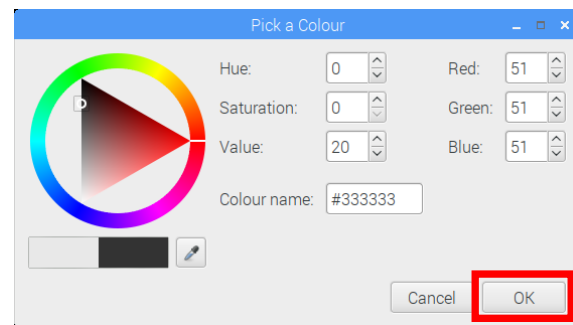 Pick a Colour
Hue: 0 Red: 51
Saturation: 0 Green: 51
Value: 20 Blue: 51
Colour name: #333333
Cancel OK